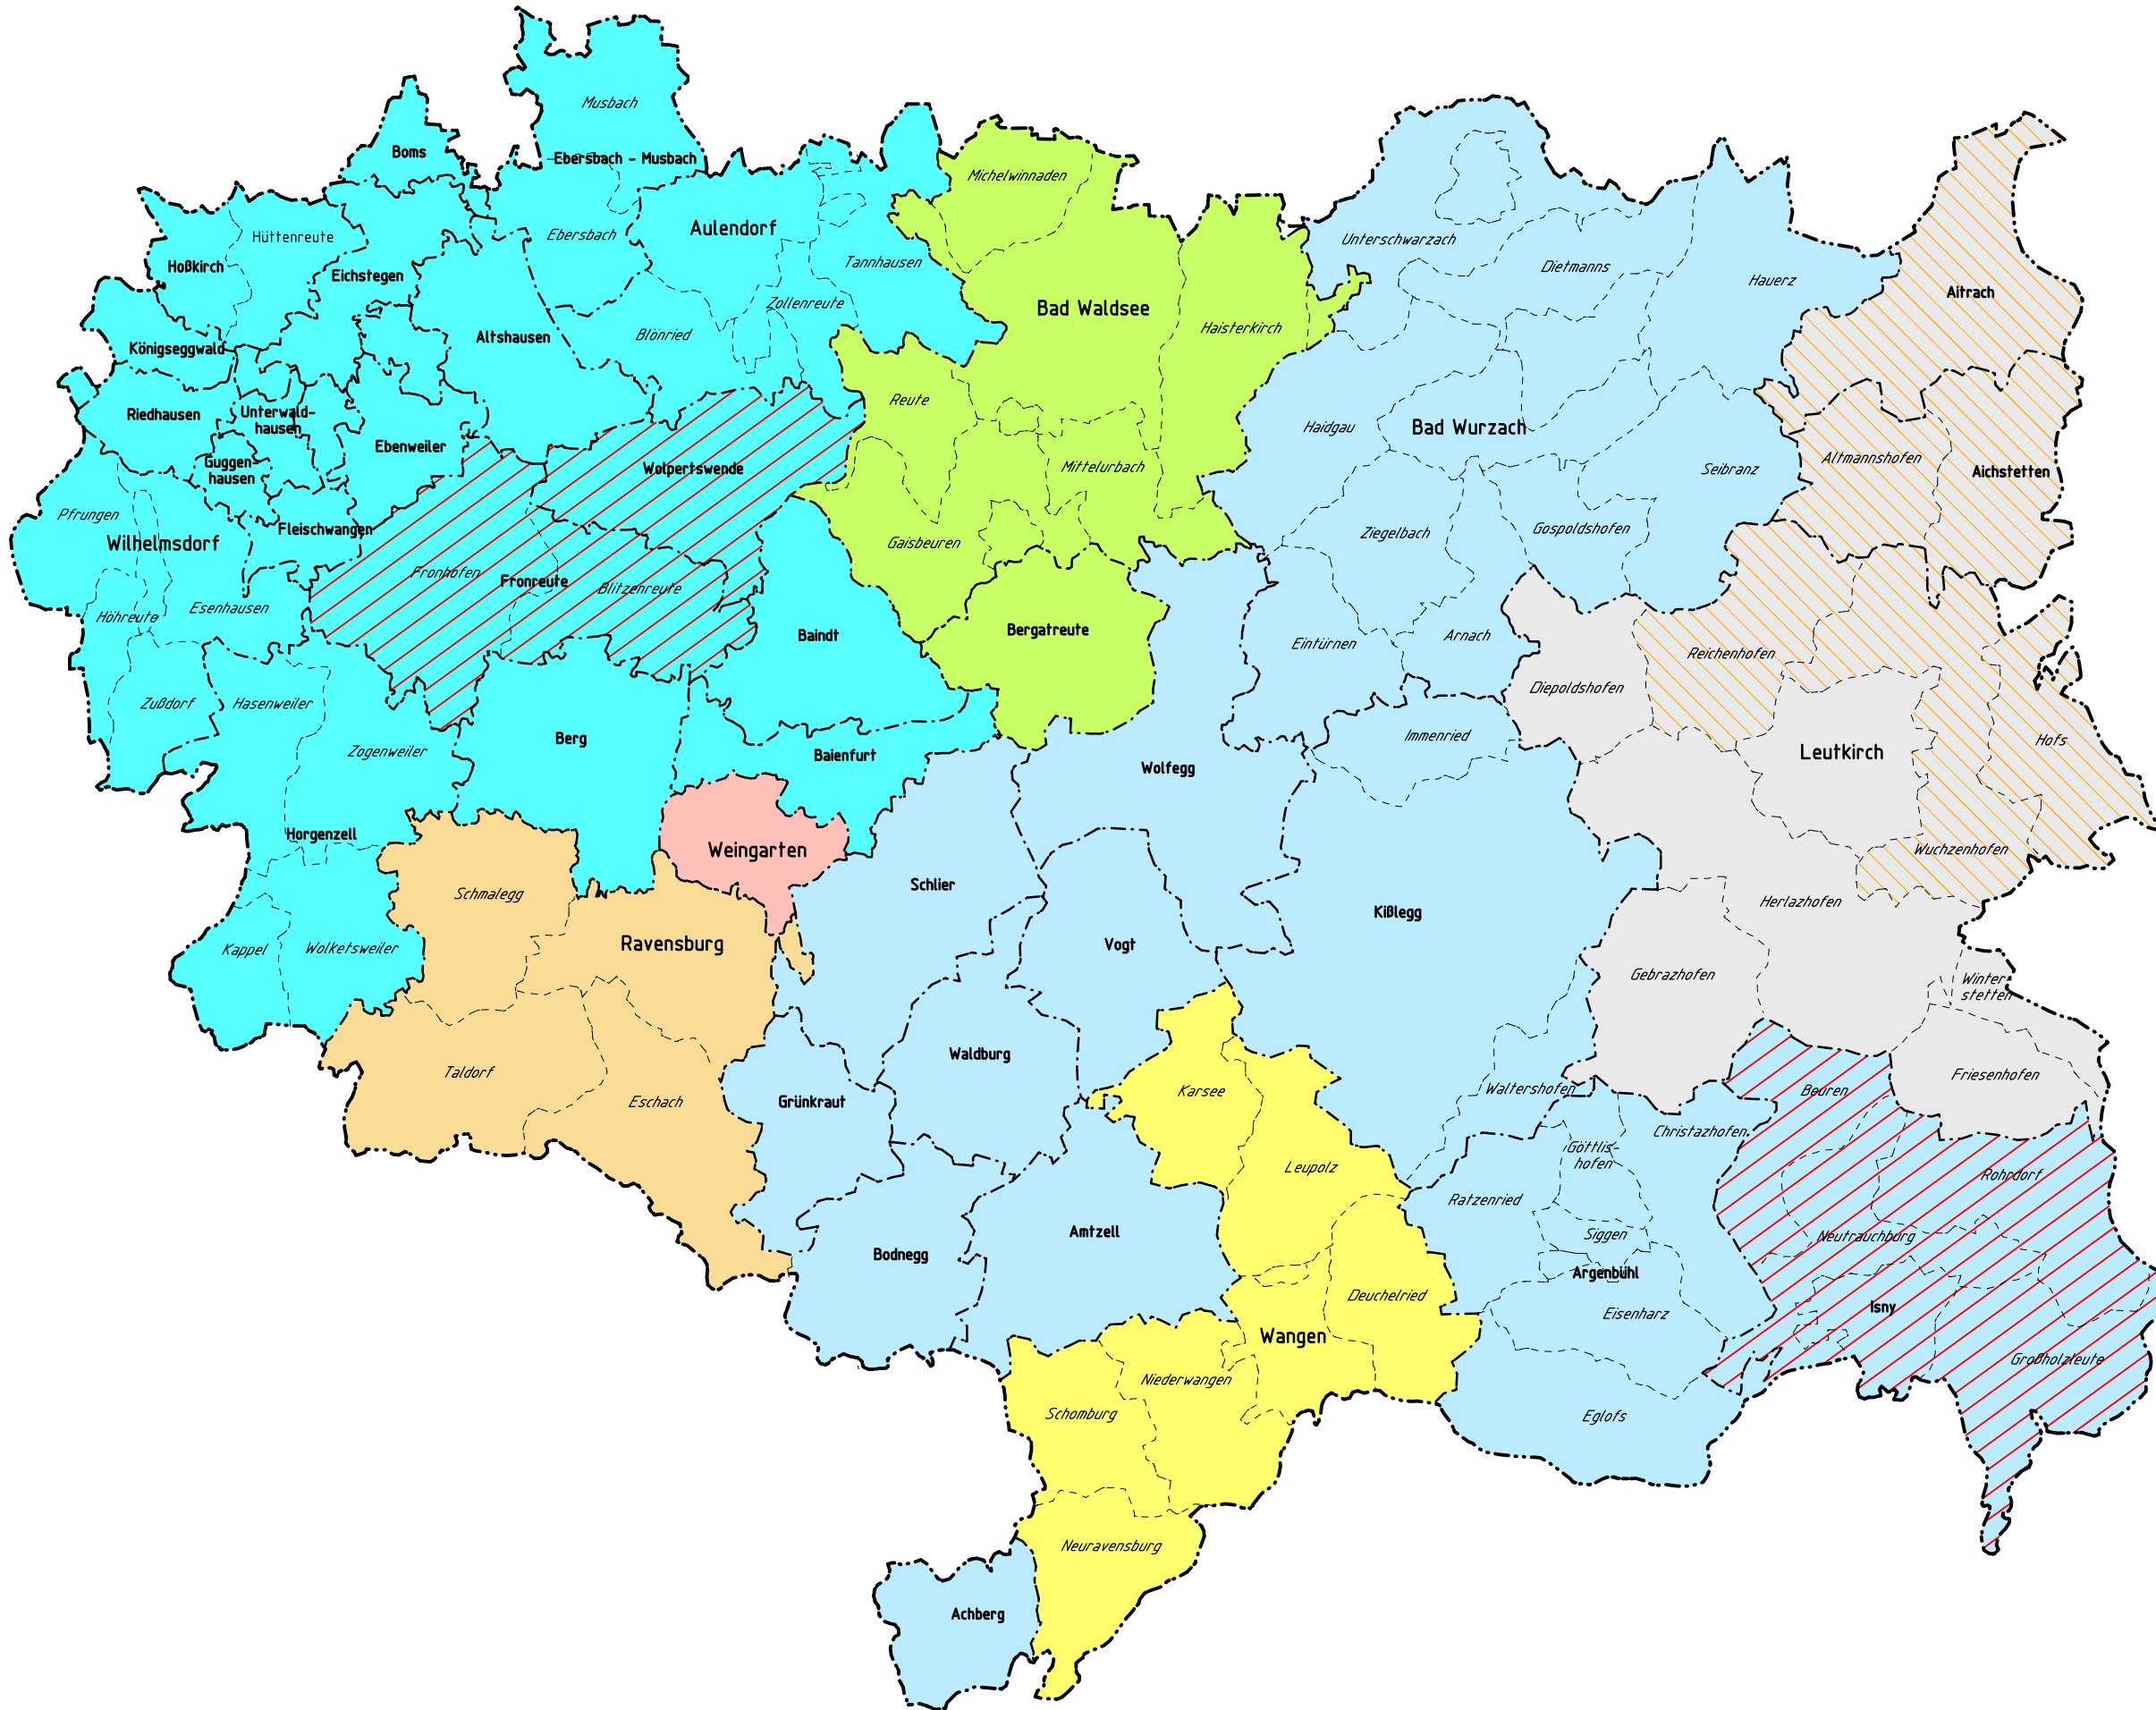 Musbach
Boms
Ebersbach - Musbach
Michelwinnaden
Hüttenreute
Ebersbach
Aulendorf
Unterschwarzach
Hoßkirch
Eichstegen
Tannhausen
Dietmanns
Hauerz
Aitrach
Zollenreute
Bad Waldsee
Königseggwald
Altshausen
Blönried
Haisterkirch
Riedhausen
Unterwald-
hausen
Reute
Haidgau
Bad Wurzach
Ebenweiler
Guggen-
hausen
Wolpertswende
Mittelurbach
Seibranz
Altmannshofen
Aichstetten
Pfrungen
Wilhelmsdorf
Fleischwangen
Gaisbeuren
Ziegelbach
Gospoldshofen
Fronhofen
Fronreute
Blitzenreute
Höhreute
Esenhausen
Baindt
Bergatreute
Eintürnen
Arnach
Reichenhofen
Diepoldshofen
Zußdorf
Hasenweiler
Zogenweiler
Berg
Baienfurt
Wolfegg
Immenried
Leutkirch
Hofs
Horgenzell
Weingarten
Wuchzenhofen
Schmalegg
Schlier
Kißlegg
Herlazhofen
Kappel
Wolketsweiler
Ravensburg
Vogt
Gebrazhofen
Winter-
stetten
Taldorf
Eschach
Waldburg
Grünkraut
Karsee
Waltershofen
Beuren
Friesenhofen
Christazhofen
Göttlis-
hofen
Leupolz
Ratzenried
Rohrdorf
Bodnegg
Amtzell
Siggen
Neutrauchburg
Argenbühl
Deuchelried
Eisenharz
Isny
Wangen
Niederwangen
Großholzleute
Schomburg
Eglofs
Neuravensburg
Achberg